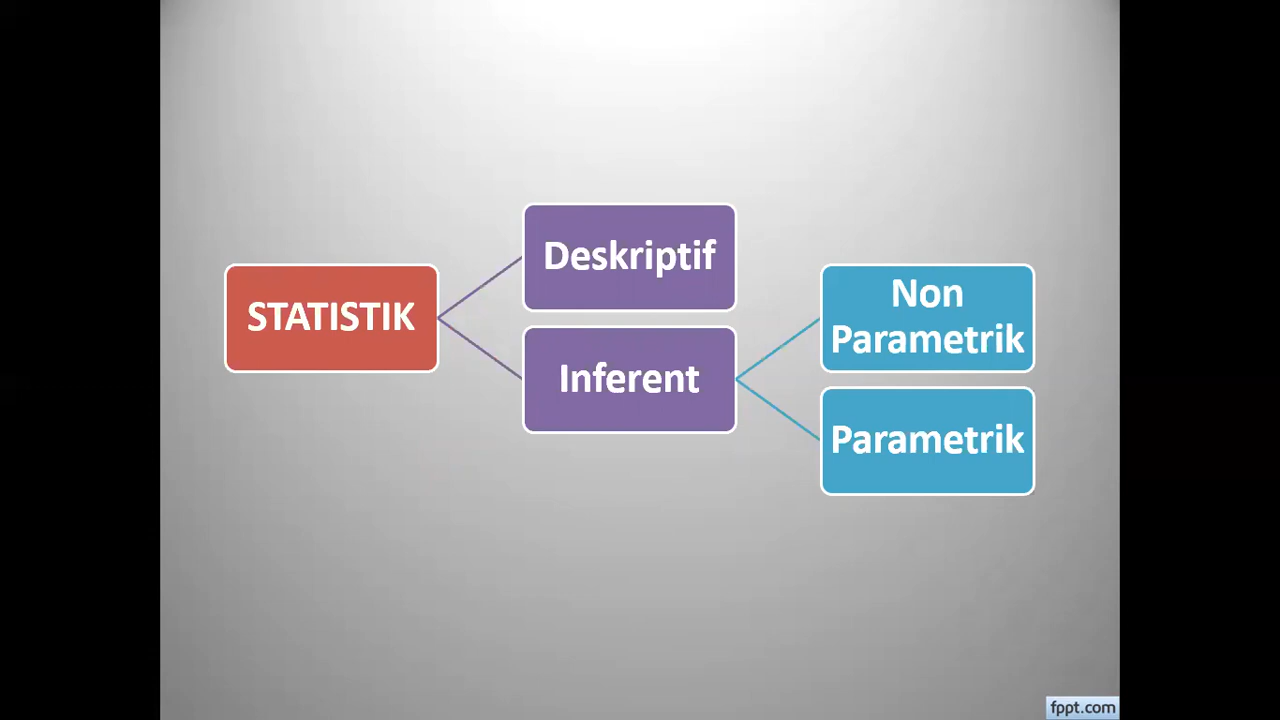 STATISTIK
Deskriptif
Inferent
Non
Parametrik
Parametrik
fppt.com